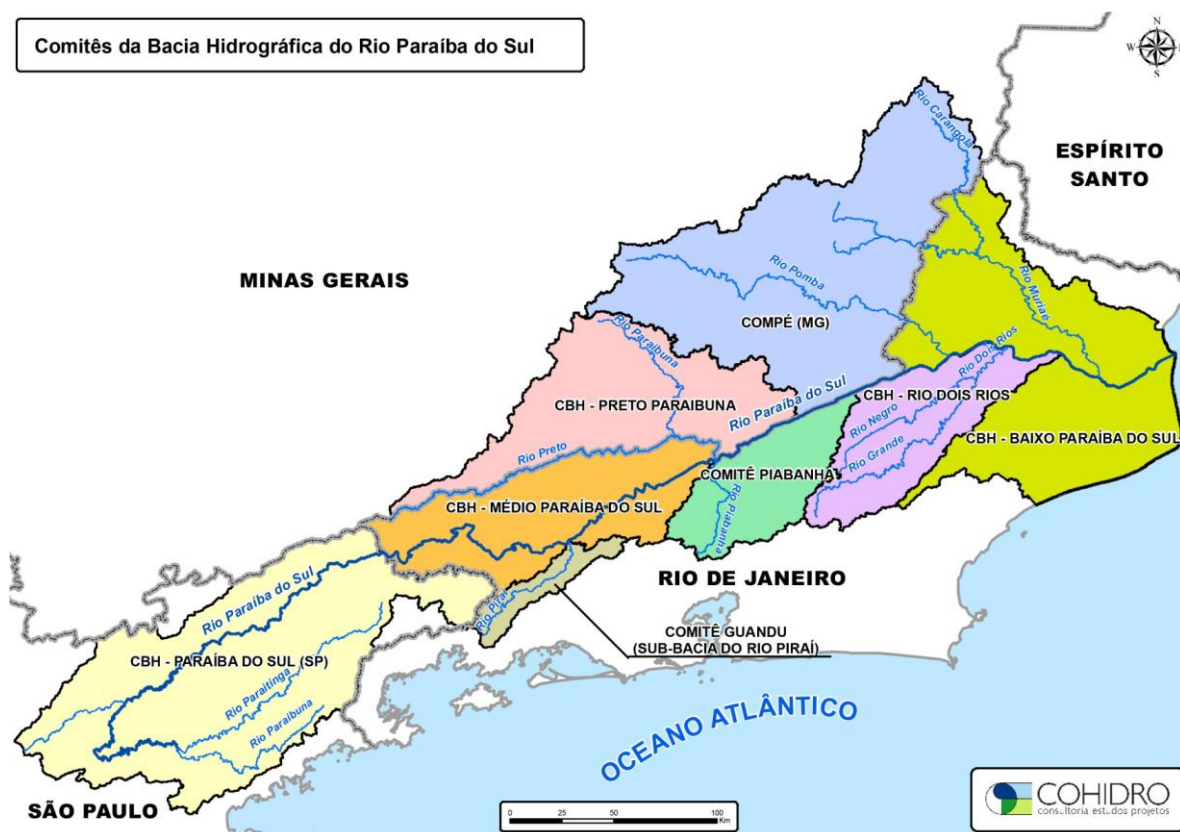 Comitês da Bacia Hidrográfica do Rio Paraíba do Sul
N
W
E
S
Rio Carangola
ESPÍRITO
SANTO
MINAS GERAIS
Rio Pomba
Rio Muriaé
COMPÉ (MG)
Rio Paraibuna
Rio Dois Rios
Rio Paraíba do Sul
CBH - RIO DOIS RIOS
CBH - PRETO PARAIBUNA
Rio Negro
CBH - BAIXO PARAÍBA DO SUL
Rio Grande
Rio Preto
COMITÊ PIABANHA
CBH - MÉDIO PARAÍBA DO SUL
Rio Piabanha
RIO DE JANEIRO
Rio Paraíba do Sul
Rio Piraí
COMITÊ GUANDU
(SUB-BACIA DO RIO PIRAÍ)
CBH - PARAÍBA DO SUL (SP)
Rio Paraitinga
Rio Paraibuna
OCEANO ATLÂNTICO
SÃO PAULO
0 25 50 100
Km
COHIDRO
consultoria estudos projetos